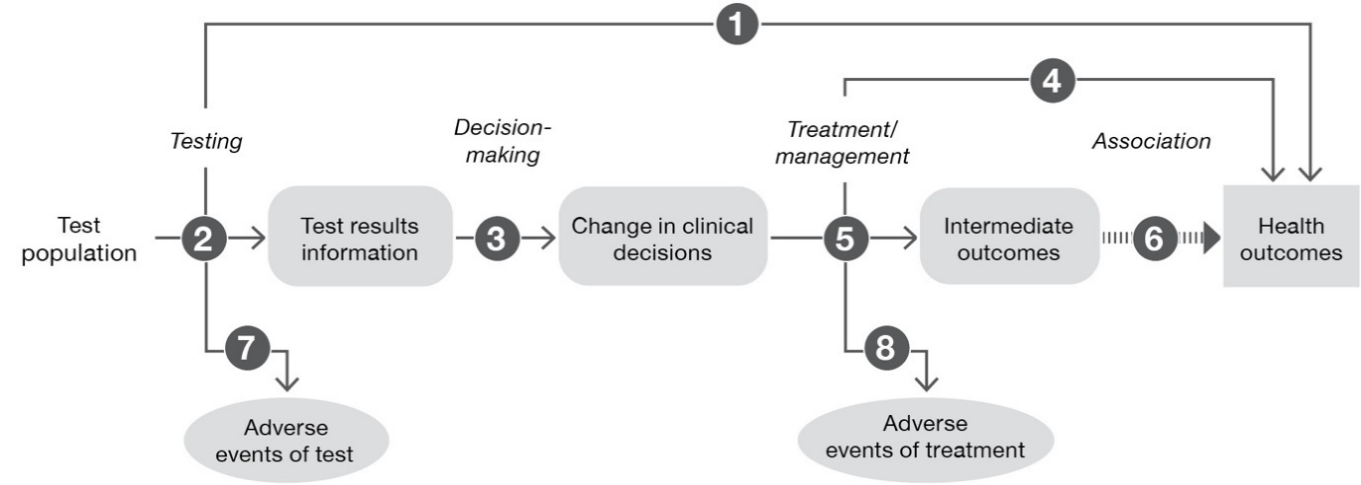 1
4
Testing
Decision-
making
Treatment/
management
Association
Test
population
2
Test results
information
3
Change in clinical
decisions
5
Intermediate
outcomes
6
Health
outcomes
7
8
Adverse
events of test
Adverse
events of treatment